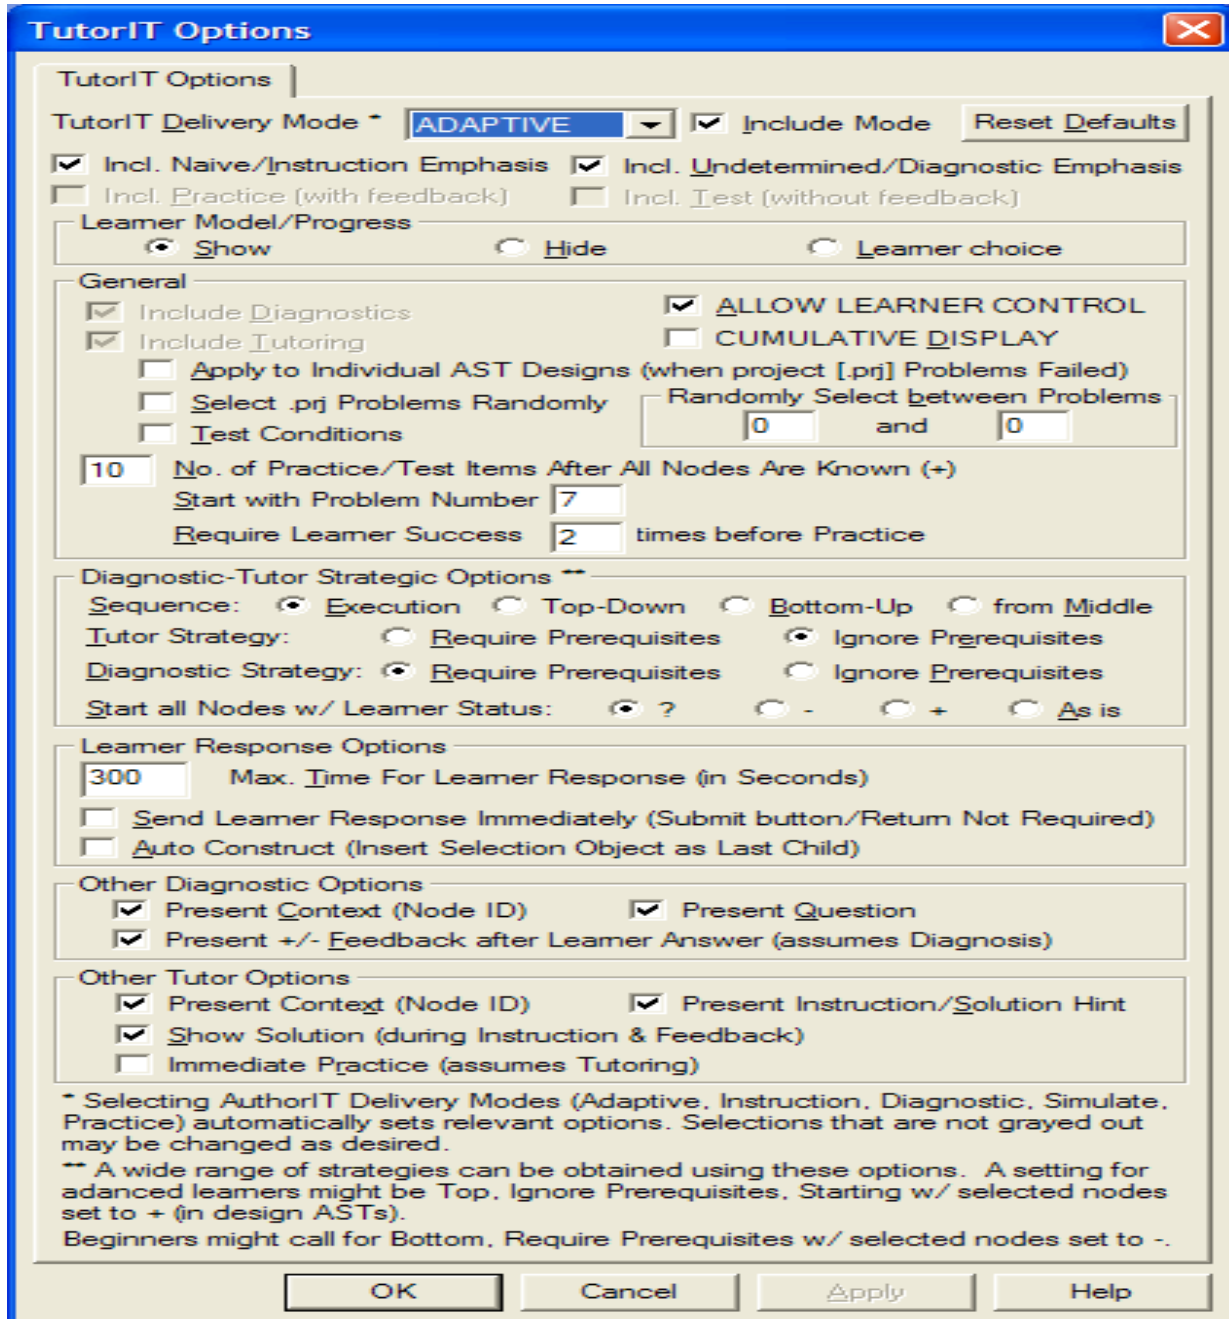 TutorIT Options
TutorIT Options
TutorIT Delivery Mode * ADAPTIVE Include Mode Reset Defaults
Incl. Naive/Instruction Emphasis Incl. Undetermined/Diagnostic Emphasis
Incl. Practice (with feedback) Incl. Test (without feedback)
Learner Model/Progress
Show Hide Learner choice
General
Include Diagnostics ALLOW LEARNER CONTROL
Include Tutoring CUMULATIVE DISPLAY
Apply to Individual AST Designs (when project [.prj] Problems Failed)
Select .prj Problems Randomly Randomly Select between Problems
Test Conditions 0 and 0
10 No. of Practice/Test Items After All Nodes Are Known (+)
Start with Problem Number 7
Require Learner Success 2 times before Practice
Diagnostic-Tutor Strategic Options **
Sequence: Execution Top-Down Bottom-Up from Middle
Tutor Strategy: Require Prerequisites Ignore Prerequisites
Diagnostic Strategy: Require Prerequisites Ignore Prerequisites
Start all Nodes w/ Learner Status: ? - + As is
Learner Response Options
300 Max. Time For Learner Response (in Seconds)
Send Learner Response Immediately (Submit button/Return Not Required)
Auto Construct (Insert Selection Object as Last Child)
Other Diagnostic Options
Present Context (Node ID) Present Question
Present +/- Feedback after Learner Answer (assumes Diagnosis)
Other Tutor Options
Present Context (Node ID) Present Instruction/Solution Hint
Show Solution (during Instruction & Feedback)
Immediate Practice (assumes Tutoring)
* Selecting AuthorIT Delivery Modes (Adaptive, Instruction, Diagnostic, Simulate,
Practice) automatically sets relevant options. Selections that are not grayed out
may be changed as desired.
** A wide range of strategies can be obtained using these options. A setting for
adanced learners might be Top, Ignore Prerequisites, Starting w/ selected nodes
set to + (in design ASTs).
Beginners might call for Bottom, Require Prerequisites w/ selected nodes set to -.
OK Cancel Apply Help